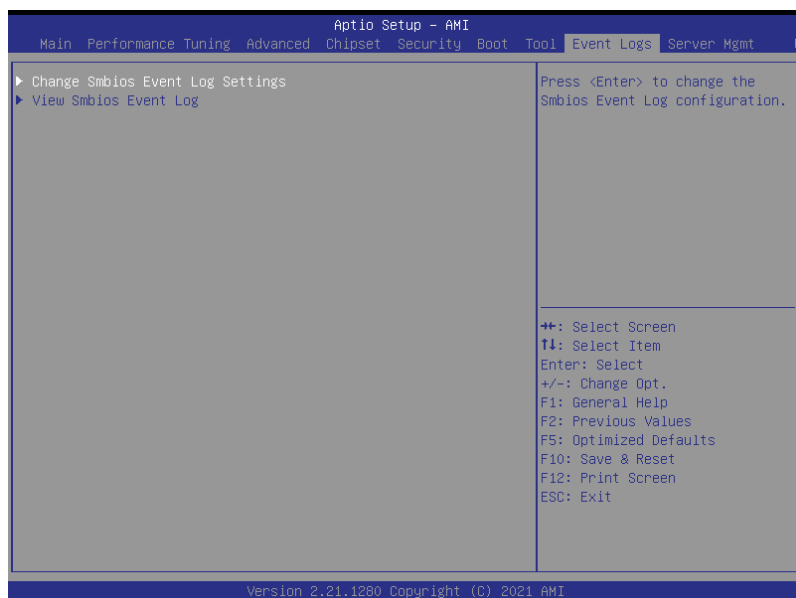 Aptio Setup – AMI
Main Performance Tuning Advanced Chipset Security Boot Tool Event Logs Server Mgmt
Change Smbios Event Log Settings
View Smbios Event Log
Press <Enter> to change the
Smbios Event Log configuration.
→←: Select Screen
↑↓: Select Item
Enter: Select
+/-: Change Opt.
F1: General Help
F2: Previous Values
F5: Optimized Defaults
F10: Save & Reset
F12: Print Screen
ESC: Exit
Version 2.21.1280 Copyright (C) 2021 AMI